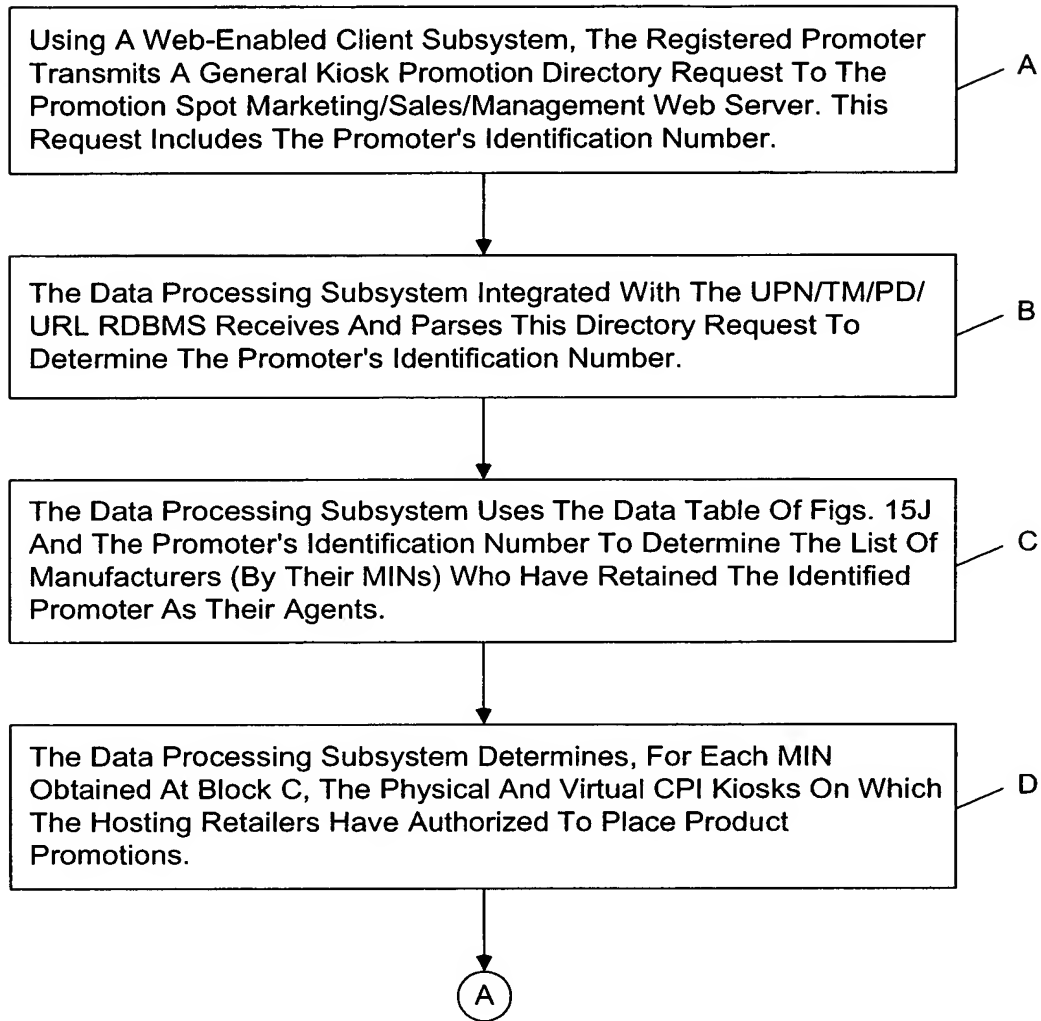 Using A Web-Enabled Client Subsystem, The Registered Promoter
Transmits A General Kiosk Promotion Directory Request To The
Promotion Spot Marketing/Sales/Management Web Server. This
Request Includes The Promoter's Identification Number.
A
The Data Processing Subsystem Integrated With The UPN/TM/PD/
URL RDBMS Receives And Parses This Directory Request To
Determine The Promoter's Identification Number.
B
The Data Processing Subsystem Uses The Data Table Of Figs. 15J
And The Promoter's Identification Number To Determine The List Of
Manufacturers (By Their MINs) Who Have Retained The Identified
Promoter As Their Agents.
C
The Data Processing Subsystem Determines, For Each MIN
Obtained At Block C, The Physical And Virtual CPI Kiosks On Which
The Hosting Retailers Have Authorized To Place Product
Promotions.
D
A